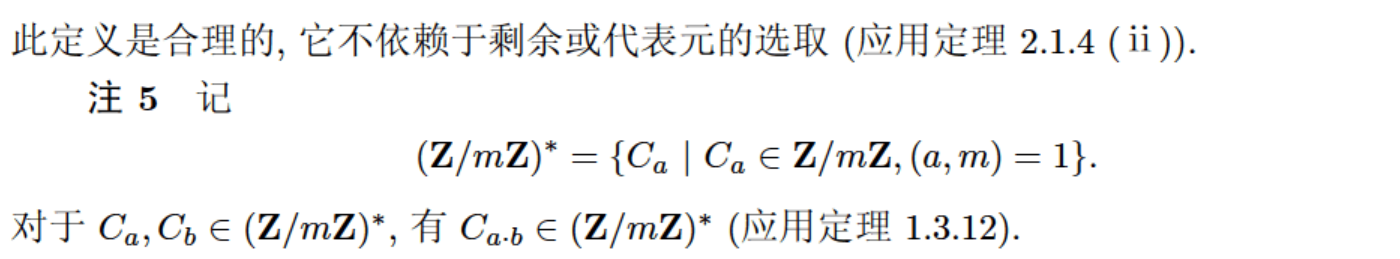 此定义是合理的, 它不依赖于剩余或代表元的选取 (应用定理 2.1.4 (ⅱ)).
注 5 记
(Z/mZ)* = {C_a | C_a ∈ Z/mZ, (a, m) = 1}.
对于 C_a, C_b ∈ (Z/mZ)*, 有 C_{a·b} ∈ (Z/mZ)* (应用定理 1.3.12).